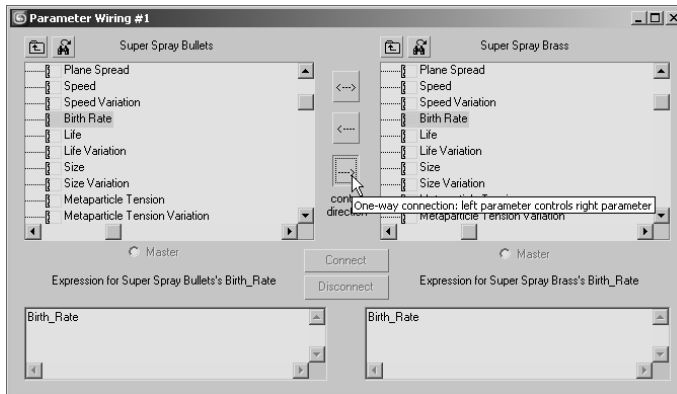 Parameter Wiring #1
Super Spray Bullets
Super Spray Brass
Plane Spread
Speed
Speed Variation
Birth Rate
Life
Life Variation
Size
Size Variation
Metaparticle Tension
Metaparticle Tension Variation
<--->
<----
--->
control
direction
Plane Spread
Speed
Speed Variation
Birth Rate
Life
Life Variation
Size
Size Variation
One-way connection: left parameter controls right parameter
Metaparticle Tension Variation
Master
Connect
Master
Expression for Super Spray Bullets's Birth_Rate
Disconnect
Expression for Super Spray Brass's Birth_Rate
Birth_Rate
Birth_Rate